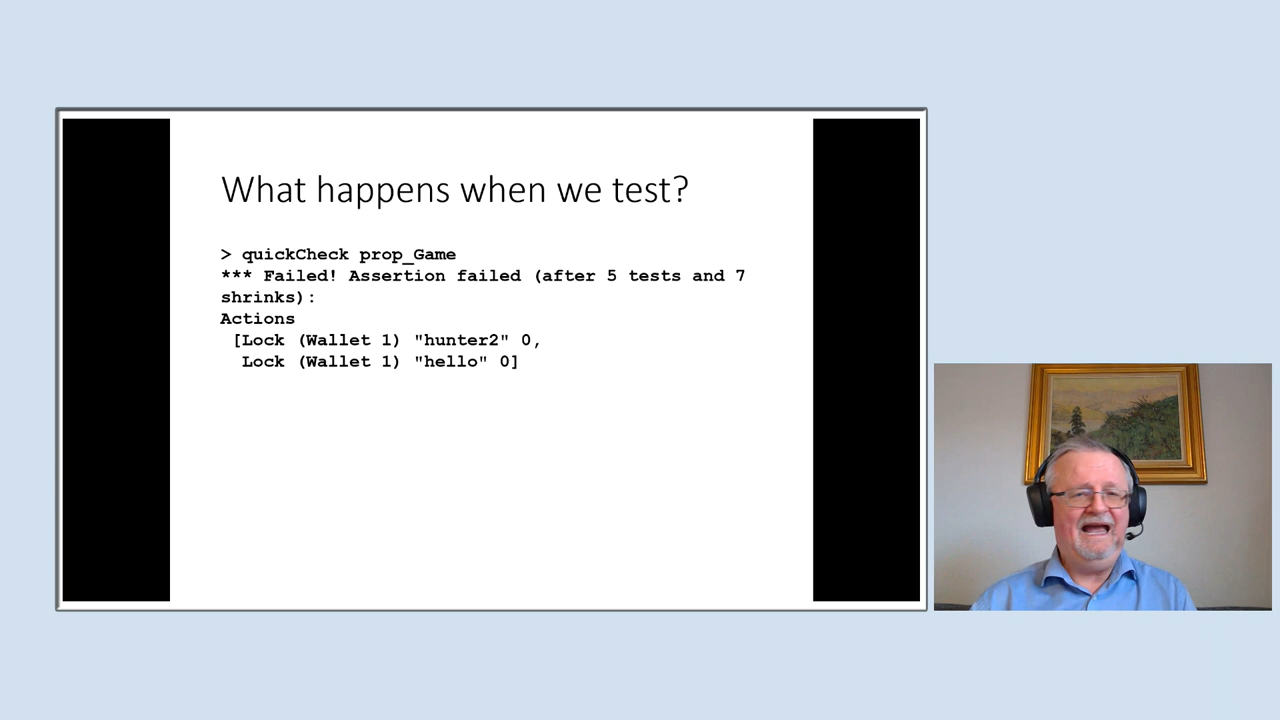 What happens when we test?
> quickCheck prop_Game
*** Failed! Assertion failed (after 5 tests and 7
shrinks):
Actions
[Lock (Wallet 1) "hunter2" 0,
Lock (Wallet 1) "hello" 0]